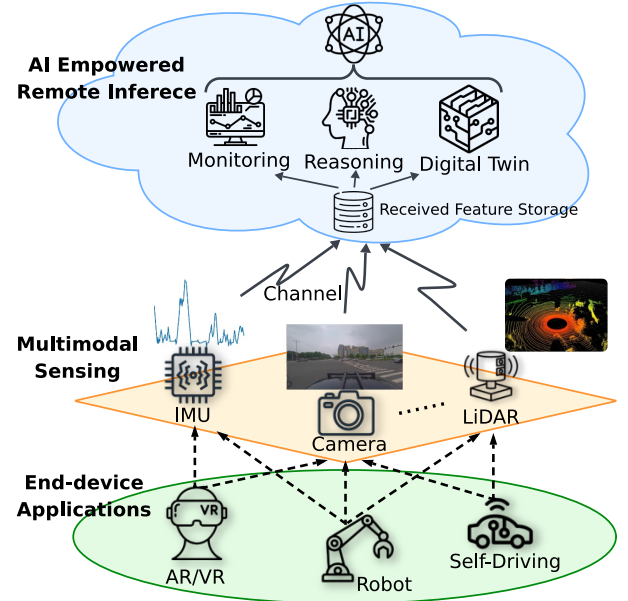 AI
AI Empowered
Remote Inferece
Monitoring
Reasoning
Digital Twin
Received Feature Storage
Channel
Multimodal
Sensing
IMU
Camera
LiDAR
End-device
Applications
VR
AR/VR
Robot
Self-Driving